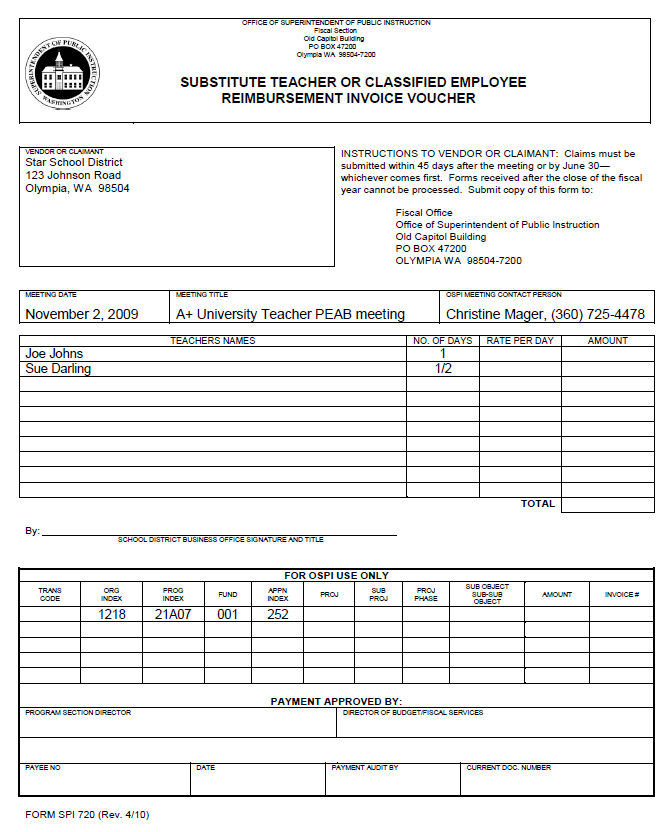 OFFICE OF SUPERINTENDENT OF PUBLIC INSTRUCTION
Fiscal Section
Old Capitol Building
PO BOX 47200
Olympia WA 98504-7200
SUPERINTENDENT OF PUBLIC INSTRUCTION
WASHINGTON
SUBSTITUTE TEACHER OR CLASSIFIED EMPLOYEE
REIMBURSEMENT INVOICE VOUCHER
VENDOR OR CLAIMANT
Star School District
123 Johnson Road
Olympia, WA 98504
INSTRUCTIONS TO VENDOR OR CLAIMANT: Claims must be
submitted within 45 days after the meeting or by June 30—
whichever comes first. Forms received after the close of the fiscal
year cannot be processed. Submit copy of this form to:
Fiscal Office
Office of Superintendent of Public Instruction
Old Capitol Building
PO BOX 47200
OLYMPIA WA 98504-7200
MEETING DATE MEETING TITLE OSPI MEETING CONTACT PERSON
November 2, 2009 A+ University Teacher PEAB meeting Christine Mager, (360) 725-4478
TEACHERS NAMES NO. OF DAYS RATE PER DAY AMOUNT
Joe Johns 1
Sue Darling 1/2
TOTAL
By:
SCHOOL DISTRICT BUSINESS OFFICE SIGNATURE AND TITLE
FOR OSPI USE ONLY
TRANS CODE ORG INDEX PROG INDEX FUND APPN INDEX PROJ SUB PROJ PROJ PHASE SUB OBJECT SUB-SUB OBJECT AMOUNT INVOICE #
1218 21A07 001 252
PAYMENT APPROVED BY:
PROGRAM SECTION DIRECTOR DIRECTOR OF BUDGET/FISCAL SERVICES
PAYEE NO DATE PAYMENT AUDIT BY CURRENT DOC. NUMBER
FORM SPI 720 (Rev. 4/10)